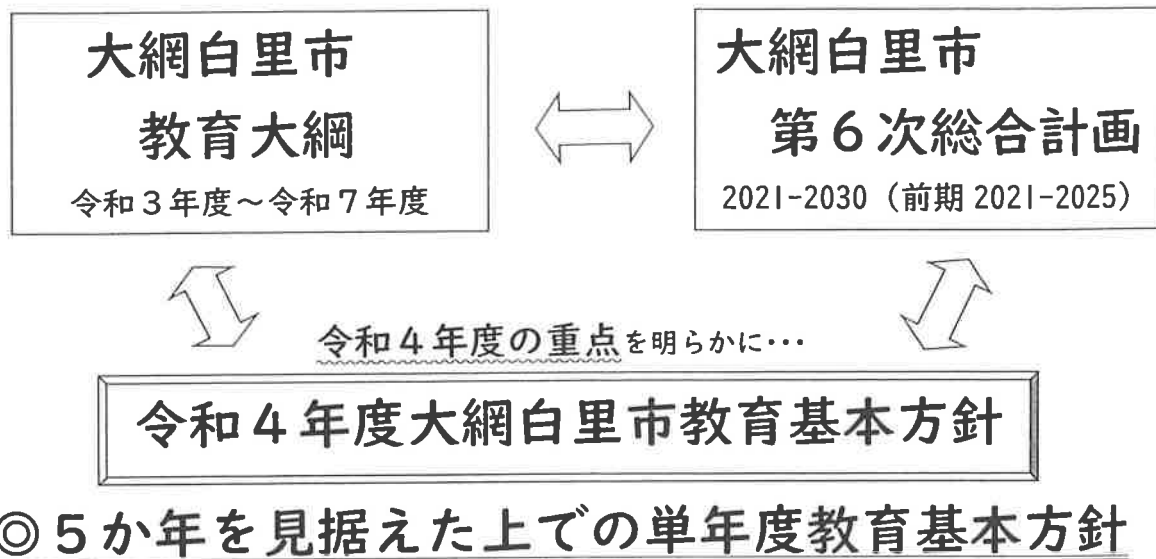 大網白里市
教育大綱
令和3年度～令和7年度
大網白里市
第6次総合計画
2021-2030（前期 2021-2025）
令和4年度の重点を明らかに…
令和4年度大網白里市教育基本方針
◎5か年を見据えた上での単年度教育基本方針